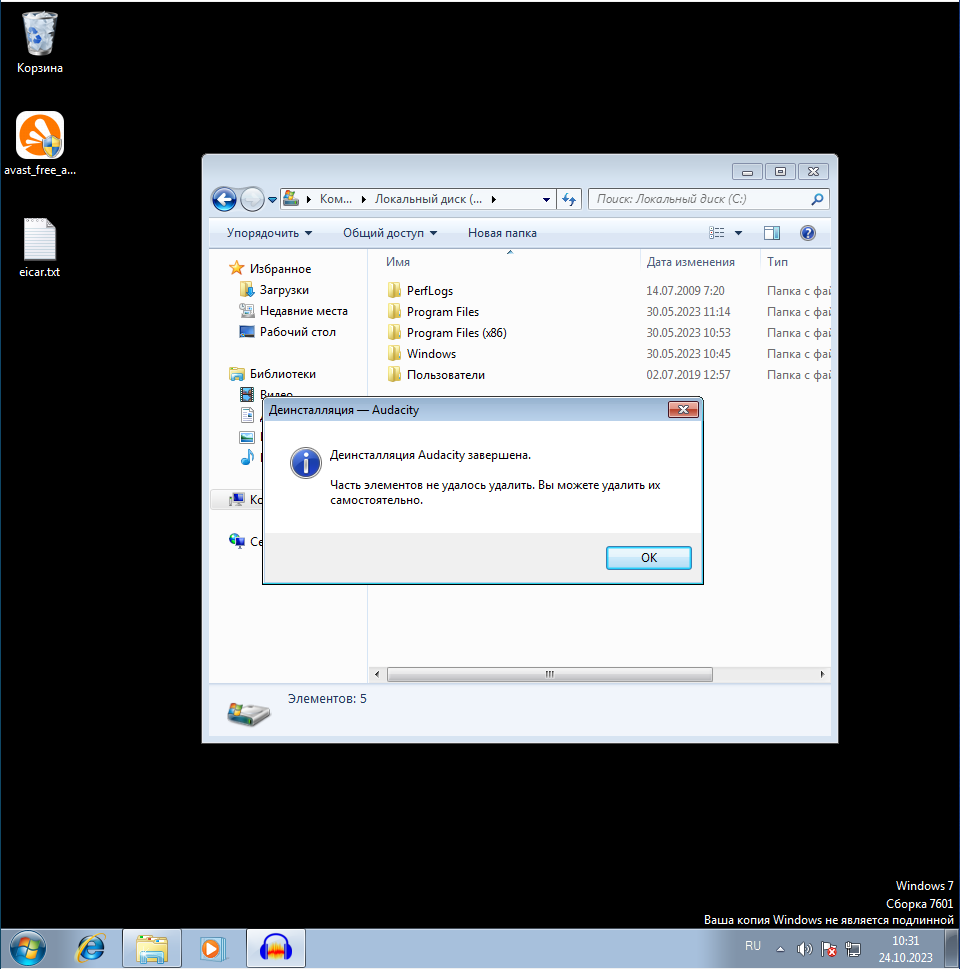 Корзина
avast_free_a...
eicar.txt
Ком...
Локальный диск (...
Поиск: Локальный диск (C:)
Упорядочить
Общий доступ
Новая папка
Избранное
Загрузки
Недавние места
Рабочий стол
Библиотеки
Видео
Ко
Се
Имя
Дата изменения
Тип
PerfLogs
14.07.2009 7:20
Папка с фай
Program Files
30.05.2023 11:14
Папка с фай
Program Files (x86)
30.05.2023 10:53
Папка с фай
Windows
30.05.2023 10:45
Папка с фай
Пользователи
02.07.2019 12:57
Папка с фай
Деинсталляция — Audacity
Деинсталляция Audacity завершена.
Часть элементов не удалось удалить. Вы можете удалить их
самостоятельно.
OK
Элементов: 5
Windows 7
Сборка 7601
Ваша копия Windows не является подлинной
RU
10:31
24.10.2023